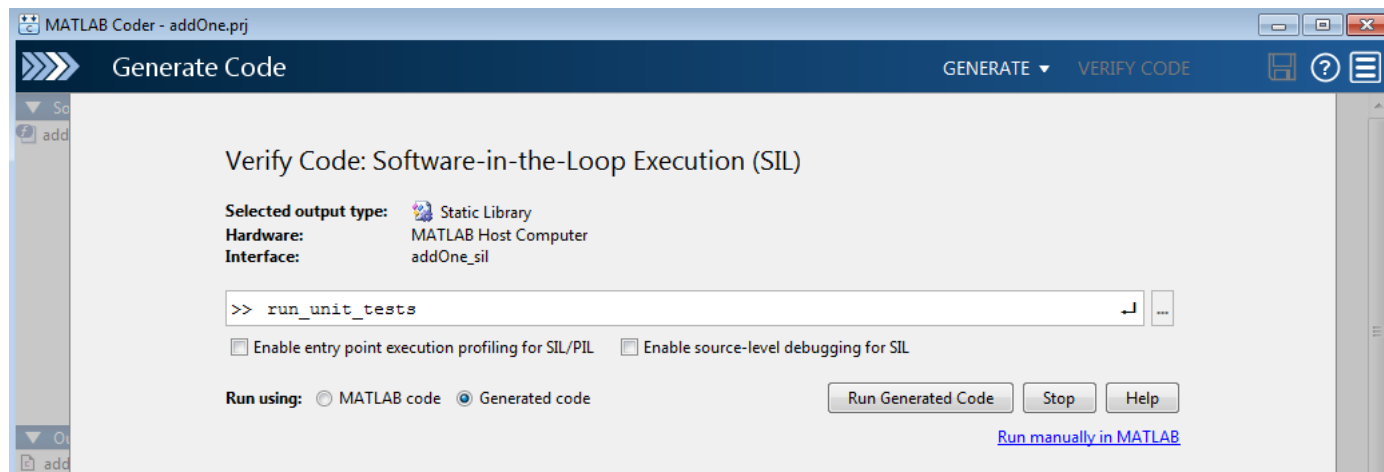 MATLAB Coder - addOne.prj
Generate Code
GENERATE
VERIFY CODE
So
add
Verify Code: Software-in-the-Loop Execution (SIL)
Selected output type: Static Library
Hardware: MATLAB Host Computer
Interface: addOne_sil
>> run_unit_tests
...
Enable entry point execution profiling for SIL/PIL Enable source-level debugging for SIL
Run using: MATLAB code Generated code Run Generated Code Stop Help
Run manually in MATLAB
Ou
add